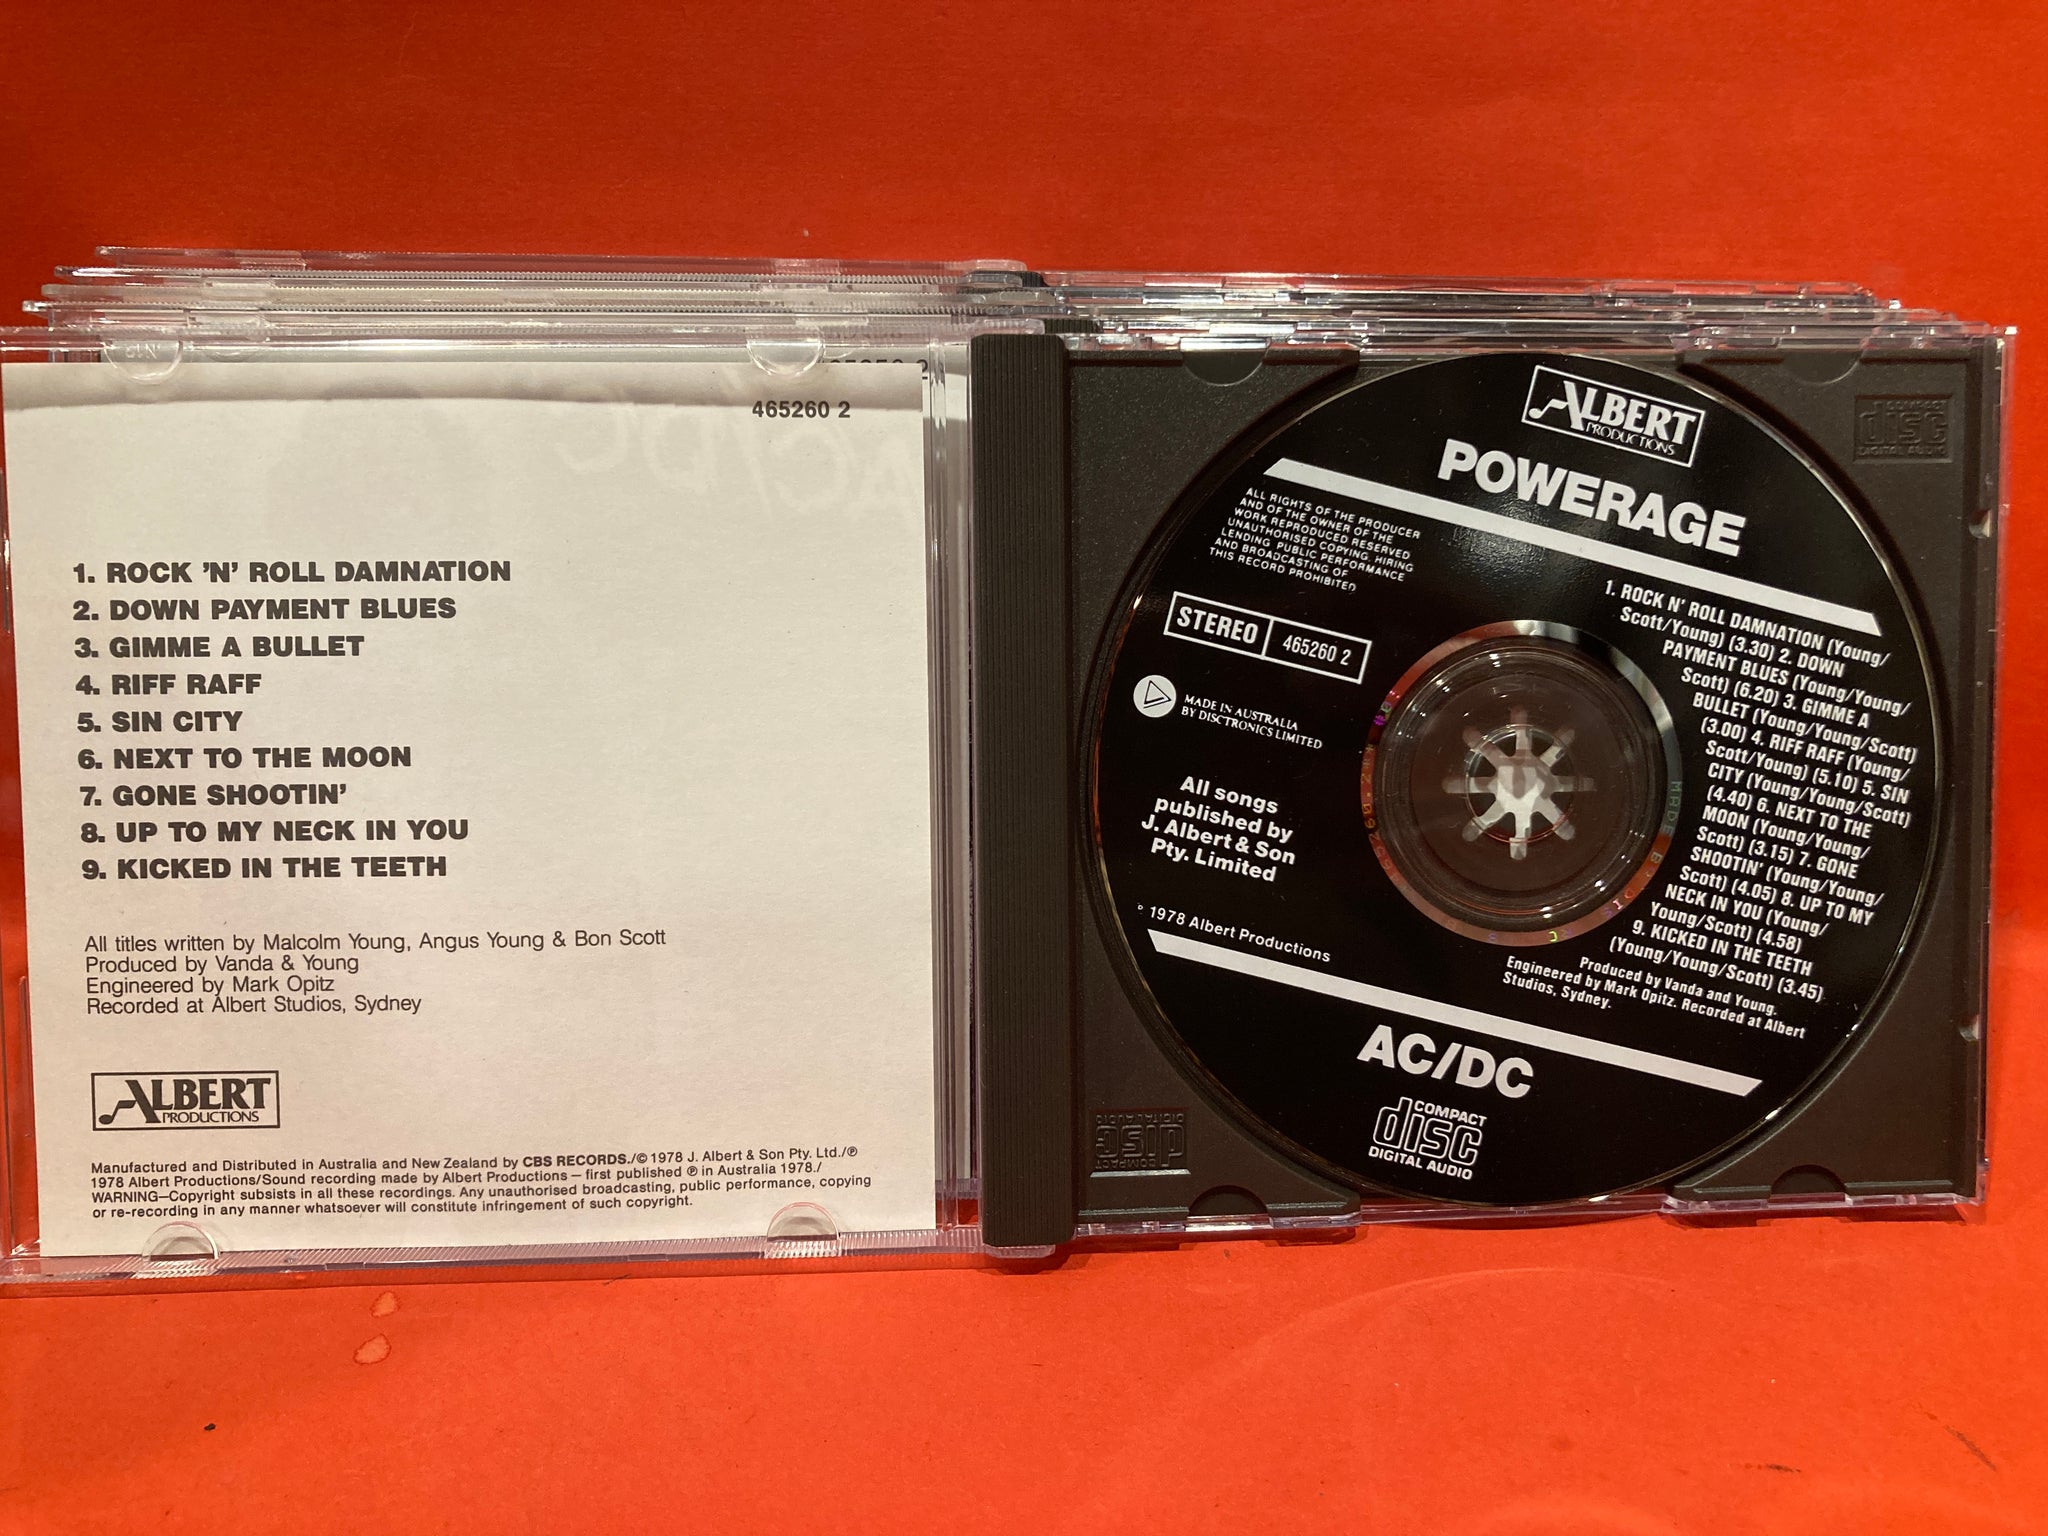 465260 2
1. ROCK 'N' ROLL DAMNATION
2. DOWN PAYMENT BLUES
3. GIMME A BULLET
4. RIFF RAFF
5. SIN CITY
6. NEXT TO THE MOON
7. GONE SHOOTIN'
8. UP TO MY NECK IN YOU
9. KICKED IN THE TEETH
All titles written by Malcolm Young, Angus Young & Bon Scott
Produced by Vanda & Young
Engineered by Mark Opitz
Recorded at Albert Studios, Sydney
ALBERT
PRODUCTIONS
Manufactured and Distributed in Australia and New Zealand by CBS RECORDS./© 1978 J. Albert & Son Pty. Ltd./℗
1978 Albert Productions/Sound recording made by Albert Productions – first published ℗ in Australia 1978./
WARNING—Copyright subsists in all these recordings. Any unauthorised broadcasting, public performance, copying
or re-recording in any manner whatsoever will constitute infringement of such copyright.
ALBERT
PRODUCTIONS
POWERAGE
ALL RIGHTS OF THE PRODUCER
AND OF THE OWNER OF THE
WORK REPRODUCED RESERVED
UNAUTHORISED COPYING, HIRING
LENDING PUBLIC PERFORMANCE
AND BROADCASTING OF
THIS RECORD PROHIBITED
STEREO 465260 2
MADE IN AUSTRALIA
BY DISCTRONICS LIMITED
All songs
published by
J. Albert & Son
Pty. Limited
℗ 1978 Albert Productions
1. ROCK N' ROLL DAMNATION (Young/
Scott/Young) (3.30) 2. DOWN
PAYMENT BLUES (Young/Young/
Scott) (6.20) 3. GIMME A
BULLET (Young/Young/Scott)
(3.00) 4. RIFF RAFF (Young/
Scott/Young) (5.10) 5. SIN
CITY (Young/Young/Scott)
(4.40) 6. NEXT TO THE
MOON (Young/Young/
Scott) (3.15) 7. GONE
SHOOTIN' (Young/Young/
Scott) (4.05) 8. UP TO MY
NECK IN YOU (Young/
Young/Scott) (4.58)
9. KICKED IN THE TEETH
(Young/Young/Scott) (3.45)
Produced by Vanda and Young.
Engineered by Mark Opitz. Recorded at Albert
Studios, Sydney.
AC/DC
COMPACT
disc
DIGITAL AUDIO
COMPACT
disc
DIGITAL AUDIO
COMPACT
disc
DIGITAL AUDIO